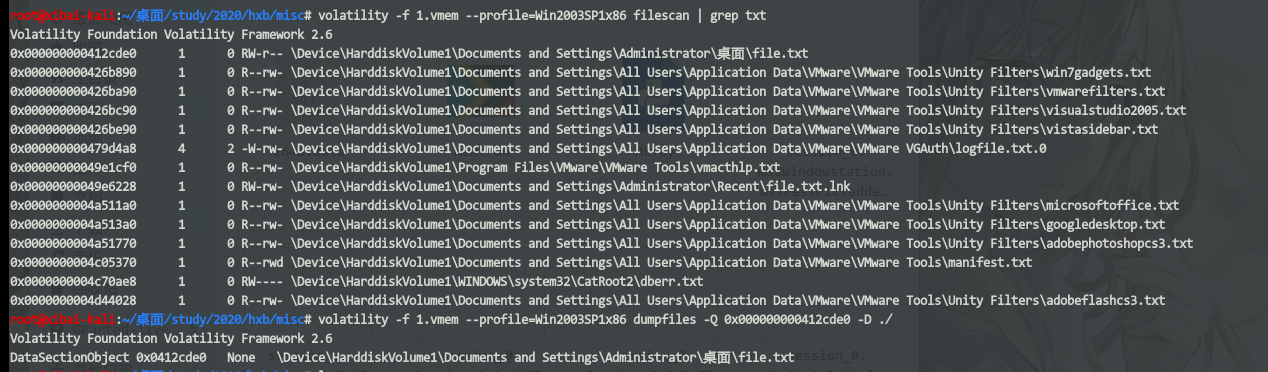 root@zibai-kali:~/桌面/study/2020/hxb/misc# volatility -f 1.vmem --profile=Win2003SP1x86 filescan | grep txt
Volatility Foundation Volatility Framework 2.6
0x000000000412cde0 1 0 RW-r-- \Device\HarddiskVolume1\Documents and Settings\Administrator\桌面\file.txt
0x000000000426b890 1 0 R--rw- \Device\HarddiskVolume1\Documents and Settings\All Users\Application Data\VMware\VMware Tools\Unity Filters\win7gadgets.txt
0x000000000426ba90 1 0 R--rw- \Device\HarddiskVolume1\Documents and Settings\All Users\Application Data\VMware\VMware Tools\Unity Filters\vmwarefilters.txt
0x000000000426bc90 1 0 R--rw- \Device\HarddiskVolume1\Documents and Settings\All Users\Application Data\VMware\VMware Tools\Unity Filters\visualstudio2005.txt
0x000000000426be90 1 0 R--rw- \Device\HarddiskVolume1\Documents and Settings\All Users\Application Data\VMware\VMware Tools\Unity Filters\vistasidebar.txt
0x000000000479d4a8 4 2 -W-rw- \Device\HarddiskVolume1\Documents and Settings\All Users\Application Data\VMware\VMware VGAuth\logfile.txt.0
0x00000000049e1cf0 1 0 R--rw- \Device\HarddiskVolume1\Program Files\VMware\VMware Tools\vmacthlp.txt
0x00000000049e6228 1 0 RW-rw- \Device\HarddiskVolume1\Documents and Settings\Administrator\Recent\file.txt.lnk
0x0000000004a511a0 1 0 R--rw- \Device\HarddiskVolume1\Documents and Settings\All Users\Application Data\VMware\VMware Tools\Unity Filters\microsoftoffice.txt
0x0000000004a513a0 1 0 R--rw- \Device\HarddiskVolume1\Documents and Settings\All Users\Application Data\VMware\VMware Tools\Unity Filters\googledesktop.txt
0x0000000004a51770 1 0 R--rw- \Device\HarddiskVolume1\Documents and Settings\All Users\Application Data\VMware\VMware Tools\Unity Filters\adobephotoshopcs3.txt
0x0000000004c05370 1 0 R--rwd \Device\HarddiskVolume1\Documents and Settings\All Users\Application Data\VMware\VMware Tools\manifest.txt
0x0000000004c70ae8 1 0 RW---- \Device\HarddiskVolume1\WINDOWS\system32\CatRoot2\dberr.txt
0x0000000004d44028 1 0 R--rw- \Device\HarddiskVolume1\Documents and Settings\All Users\Application Data\VMware\VMware Tools\Unity Filters\adobeflashcs3.txt
root@zibai-kali:~/桌面/study/2020/hxb/misc# volatility -f 1.vmem --profile=Win2003SP1x86 dumpfiles -Q 0x000000000412cde0 -D ./
Volatility Foundation Volatility Framework 2.6
DataSectionObject 0x0412cde0 None \Device\HarddiskVolume1\Documents and Settings\Administrator\桌面\file.txt